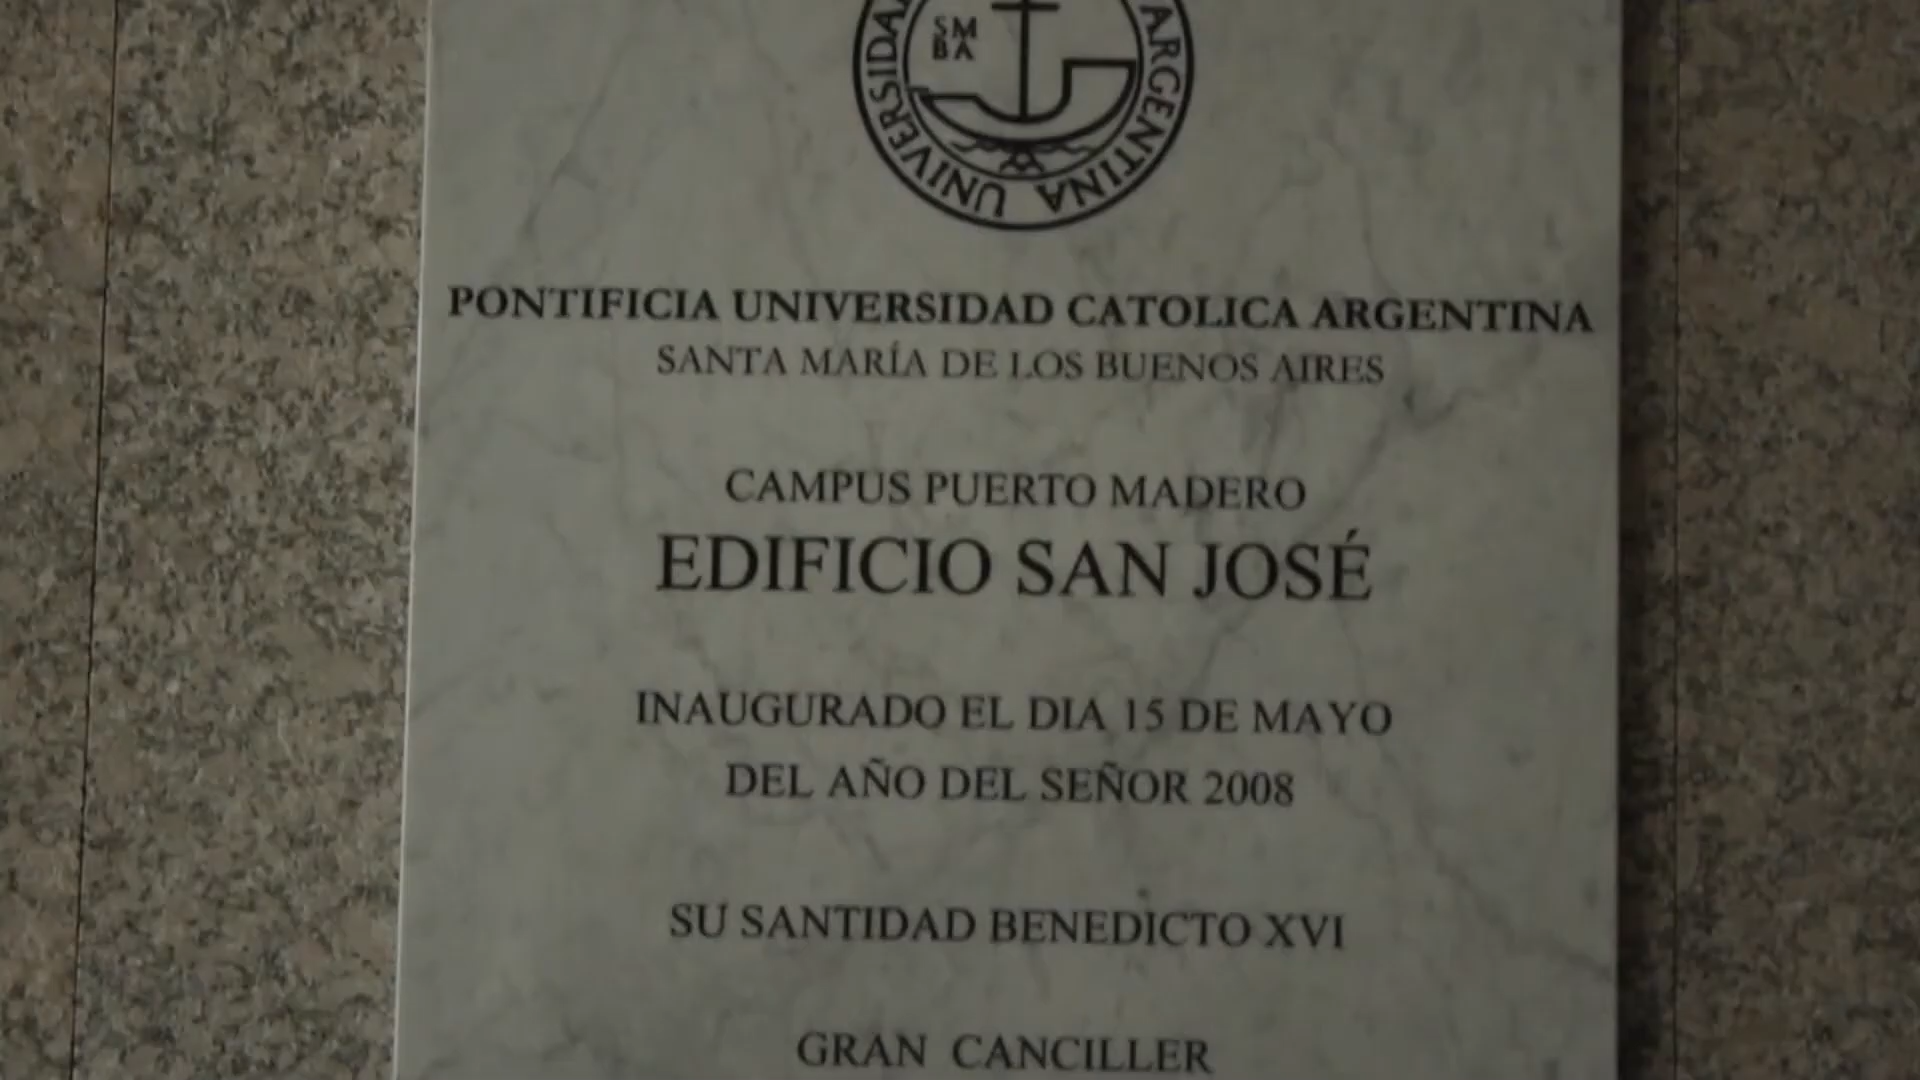 UNIVERSIDAD
ARGENTINA
SM
BA
PONTIFICIA UNIVERSIDAD CATOLICA ARGENTINA
SANTA MARÍA DE LOS BUENOS AIRES
CAMPUS PUERTO MADERO
EDIFICIO SAN JOSÉ
INAUGURADO EL DIA 15 DE MAYO
DEL AÑO DEL SEÑOR 2008
SU SANTIDAD BENEDICTO XVI
GRAN CANCILLER